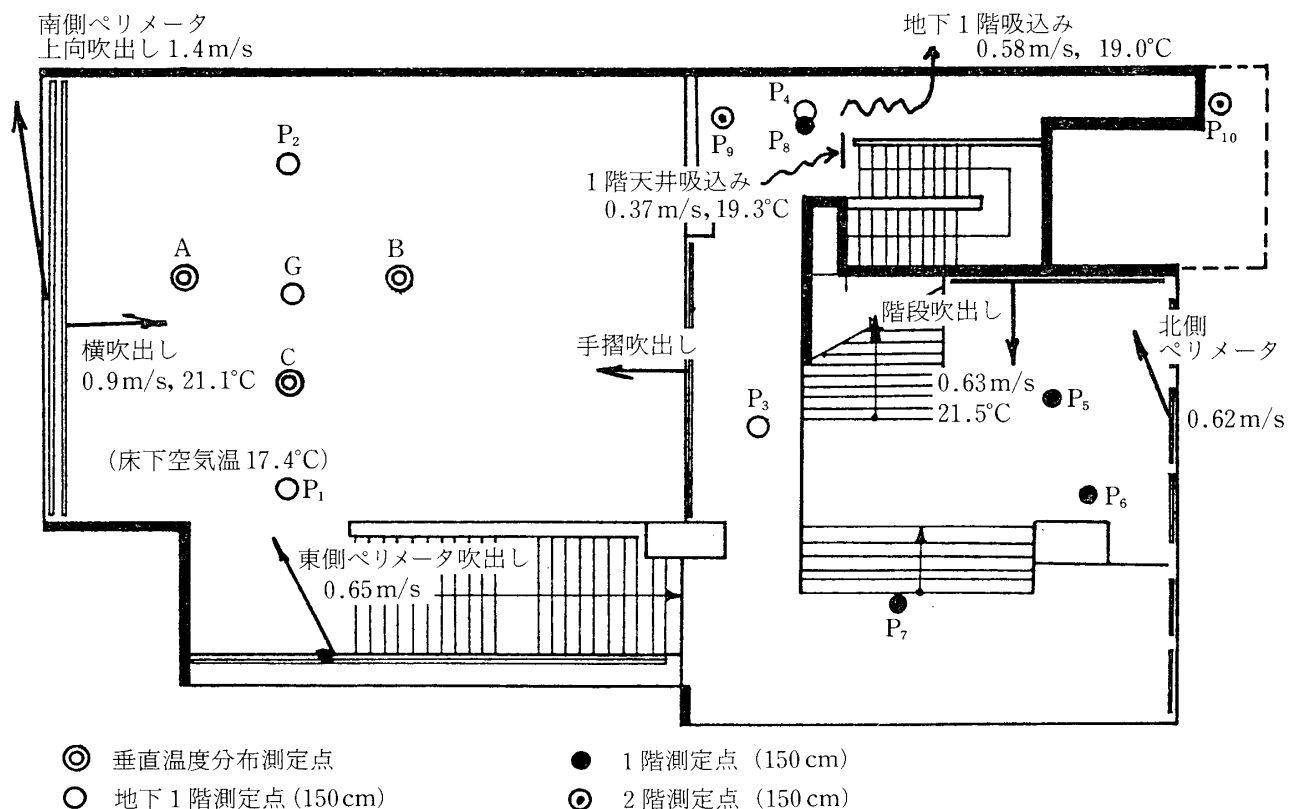 南側ペリメータ
上向吹出し 1.4m/s
地下1階吸込み
0.58m/s, 19.0℃
P₂
P₄
P₉
P₈
P₁₀
1階天井吸込み
0.37m/s, 19.3℃
A
B
G
横吹出し
0.9m/s, 21.1℃
手摺吹出し
階段吹出し
0.63m/s
21.5℃
北側
ペリメータ
0.62m/s
C
P₃
P₅
(床下空気温 17.4℃)
P₁
P₆
東側ペリメータ吹出し
0.65m/s
P₇
垂直温度分布測定点
1階測定点 (150cm)
地下1階測定点 (150cm)
2階測定点 (150cm)